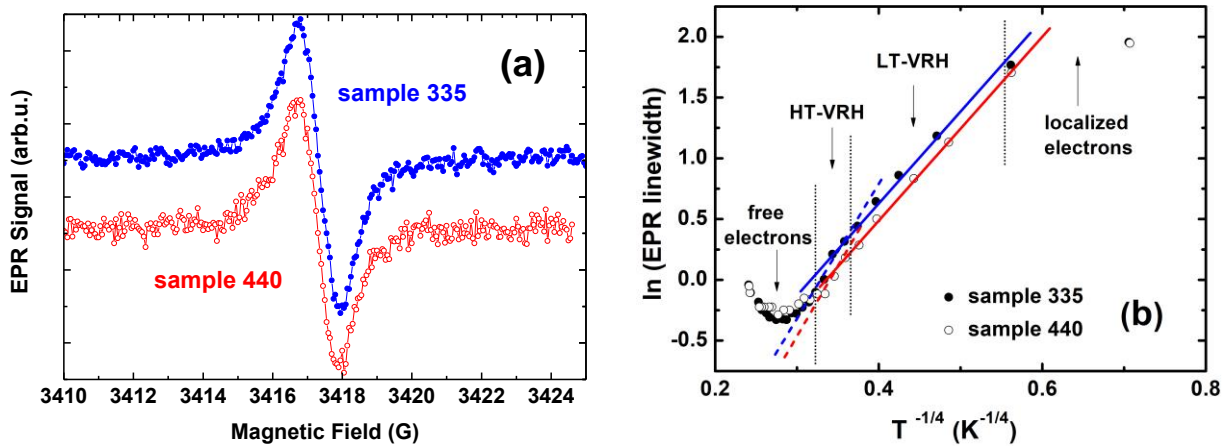 (a)
sample 335
sample 440
EPR Signal (arb.u.)
3410 3412 3414 3416 3418 3420 3422 3424
Magnetic Field (G)
(b)
2.0
1.5
1.0
0.5
0.0
-0.5
LT-VRH
HT-VRH
localized
electrons
free
electrons
sample 335
sample 440
0.2 0.4 0.6 0.8
T -1/4 (K-1/4)
ln (EPR linewidth)